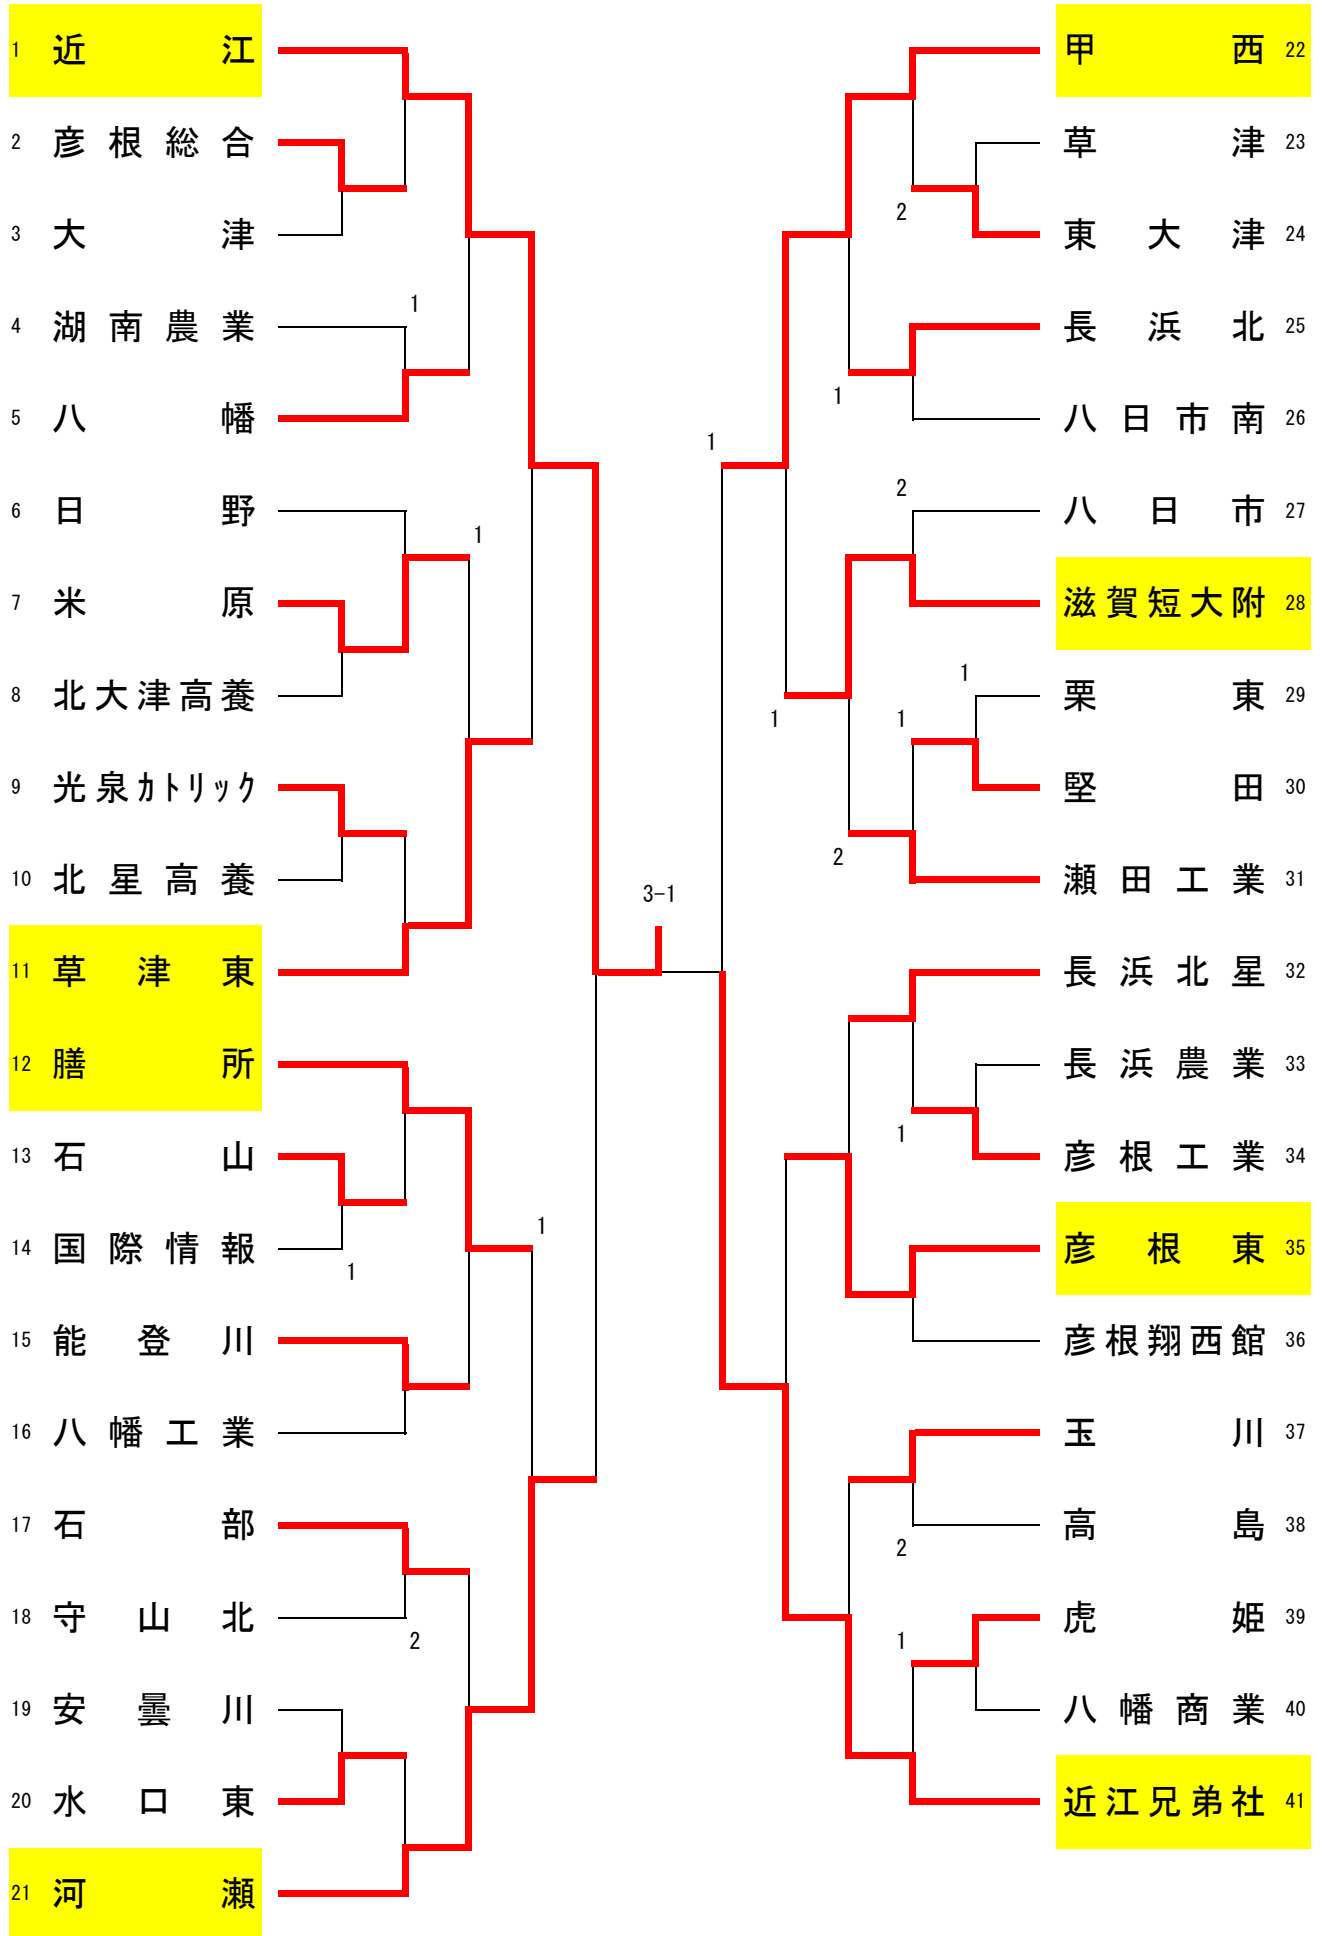 1 近江
2 彦根総合
3 大津
4 湖南農業
1
5 八幡
6 日野
1
7 米原
8 北大津高養
9 光泉カトリック
10 北星高養
11 草津東
12 膳所
13 石山
14 国際情報
1
1
15 能登川
16 八幡工業
17 石部
18 守山北
2
19 安曇川
20 水口東
21 河瀬
3-1
甲西 22
草津 23
2
東大津 24
長浜北 25
1
八日市南 26
1
2
八日市 27
滋賀短大附 28
1
栗東 29
1
1
堅田 30
2
瀬田工業 31
長浜北星 32
長浜農業 33
1
彦根工業 34
彦根東 35
彦根翔西館 36
玉川 37
高島 38
2
虎姫 39
1
八幡商業 40
近江兄弟社 41